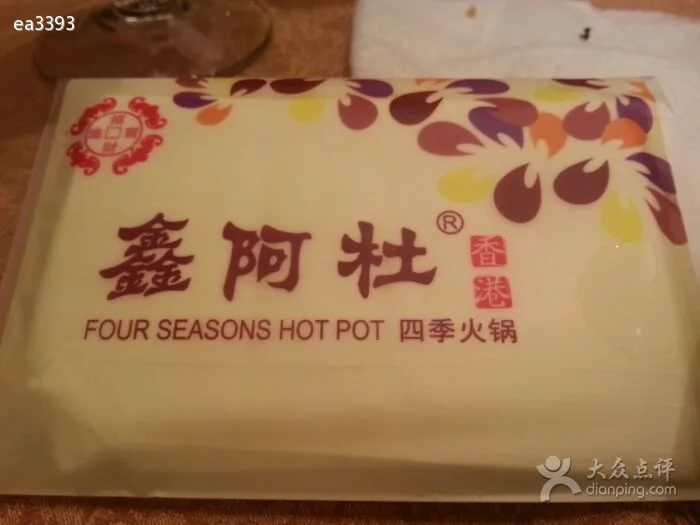 ea3393
鑫阿杜®
香港
FOUR SEASONS HOT POT 四季火锅
大众点评
dianping.com